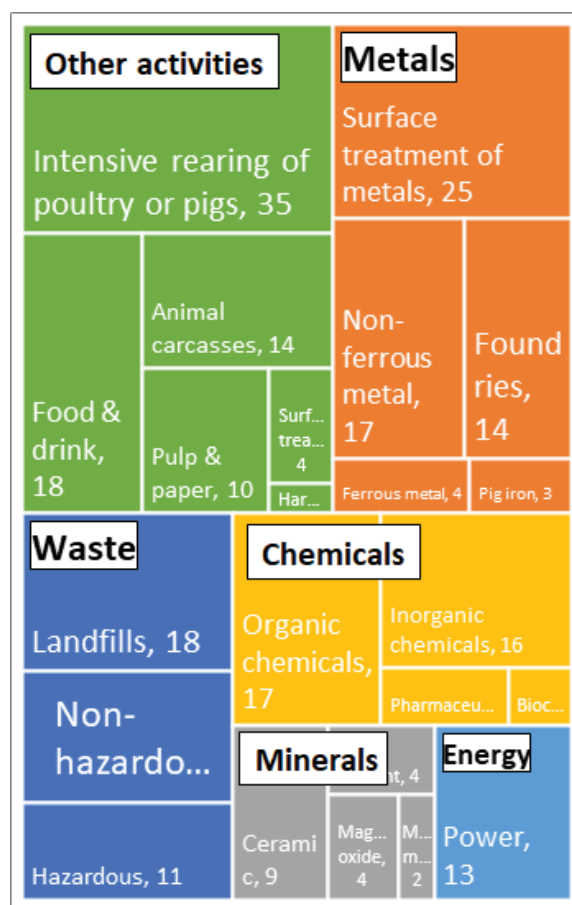 Other activities
Intensive rearing of
poultry or pigs, 35
Food &
drink,
18
Animal
carcasses, 14
Pulp &
paper, 10
Surf...
trea...
4
Har...
Metals
Surface
treatment of
metals, 25
Non-
ferrous
metal,
17
Found
ries,
14
Ferrous metal, 4
Pig iron, 3
Waste
Landfills, 18
Non-
hazardo...
Hazardous, 11
Chemicals
Organic
chemicals,
17
Inorganic
chemicals, 16
Pharmaceu...
Bioc...
Minerals
Cerami
c, 9
4
Mag...
oxide,
4
M...
m...
2
Energy
Power,
13